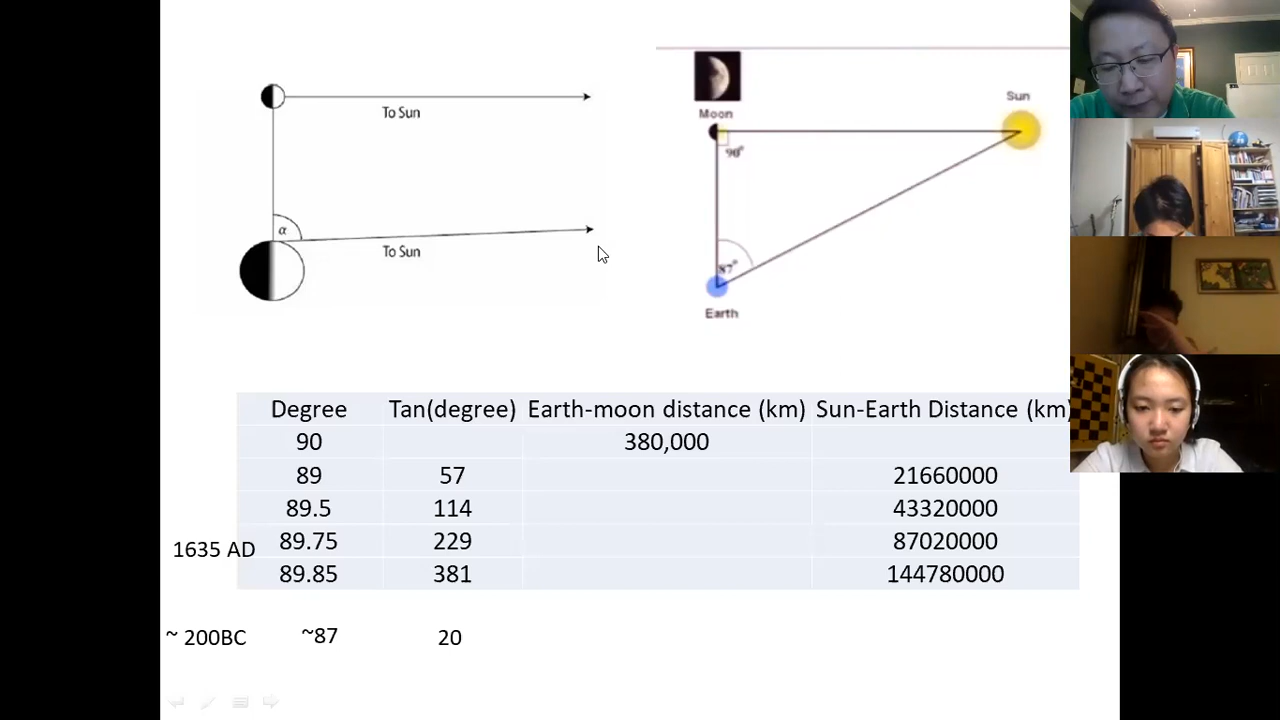 To Sun
α
To Sun
Moon
Sun
90°
87°
Earth
Degree Tan(degree) Earth-moon distance (km) Sun-Earth Distance (km)
90 380,000
89 57 21660000
89.5 114 43320000
1635 AD 89.75 229 87020000
89.85 381 144780000
~ 200BC ~87 20